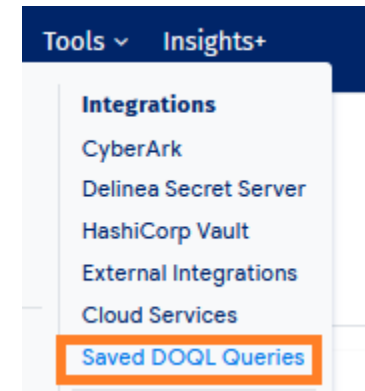 Tools Insights+
Integrations
CyberArk
Delinea Secret Server
HashiCorp Vault
External Integrations
Cloud Services
Saved DOQL Queries